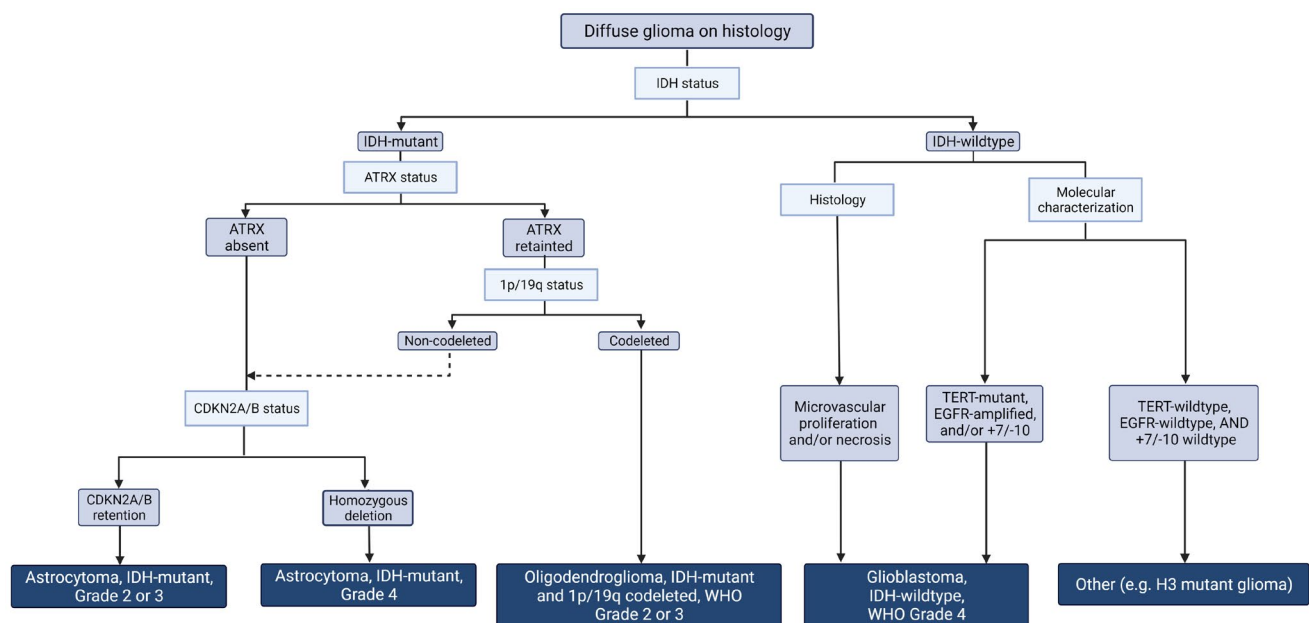 Diffuse glioma on histology
IDH status
IDH-mutant
IDH-wildtype
ATRX status
Histology
Molecular
characterization
ATRX
absent
ATRX
retainted
1p/19q status
Non-codeleted
Codeleted
CDKN2A/B status
Microvascular
proliferation
and/or necrosis
TERT-mutant,
EGFR-amplified,
and/or +7/-10
TERT-wildtype,
EGFR-wildtype, AND
+7/-10 wildtype
CDKN2A/B
retention
Homozygous
deletion
Astrocytoma, IDH-mutant,
Grade 2 or 3
Astrocytoma, IDH-mutant,
Grade 4
Oligodendroglioma, IDH-mutant
and 1p/19q codeleted, WHO
Grade 2 or 3
Glioblastoma,
IDH-wildtype,
WHO Grade 4
Other (e.g. H3 mutant glioma)